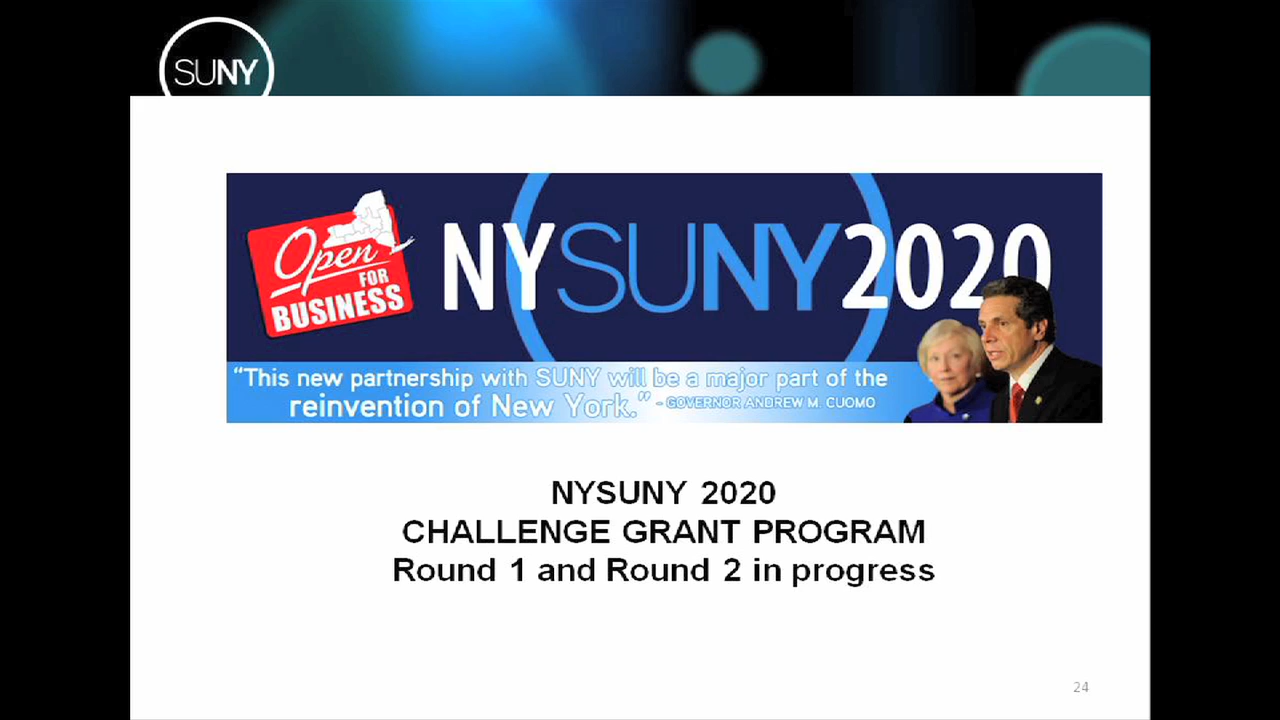 SUNY
Open
FOR
BUSINESS
NYSUNY2020
“This new partnership with SUNY will be a major part of the
reinvention of New York.” - GOVERNOR ANDREW M. CUOMO
NYSUNY 2020
CHALLENGE GRANT PROGRAM
Round 1 and Round 2 in progress
24